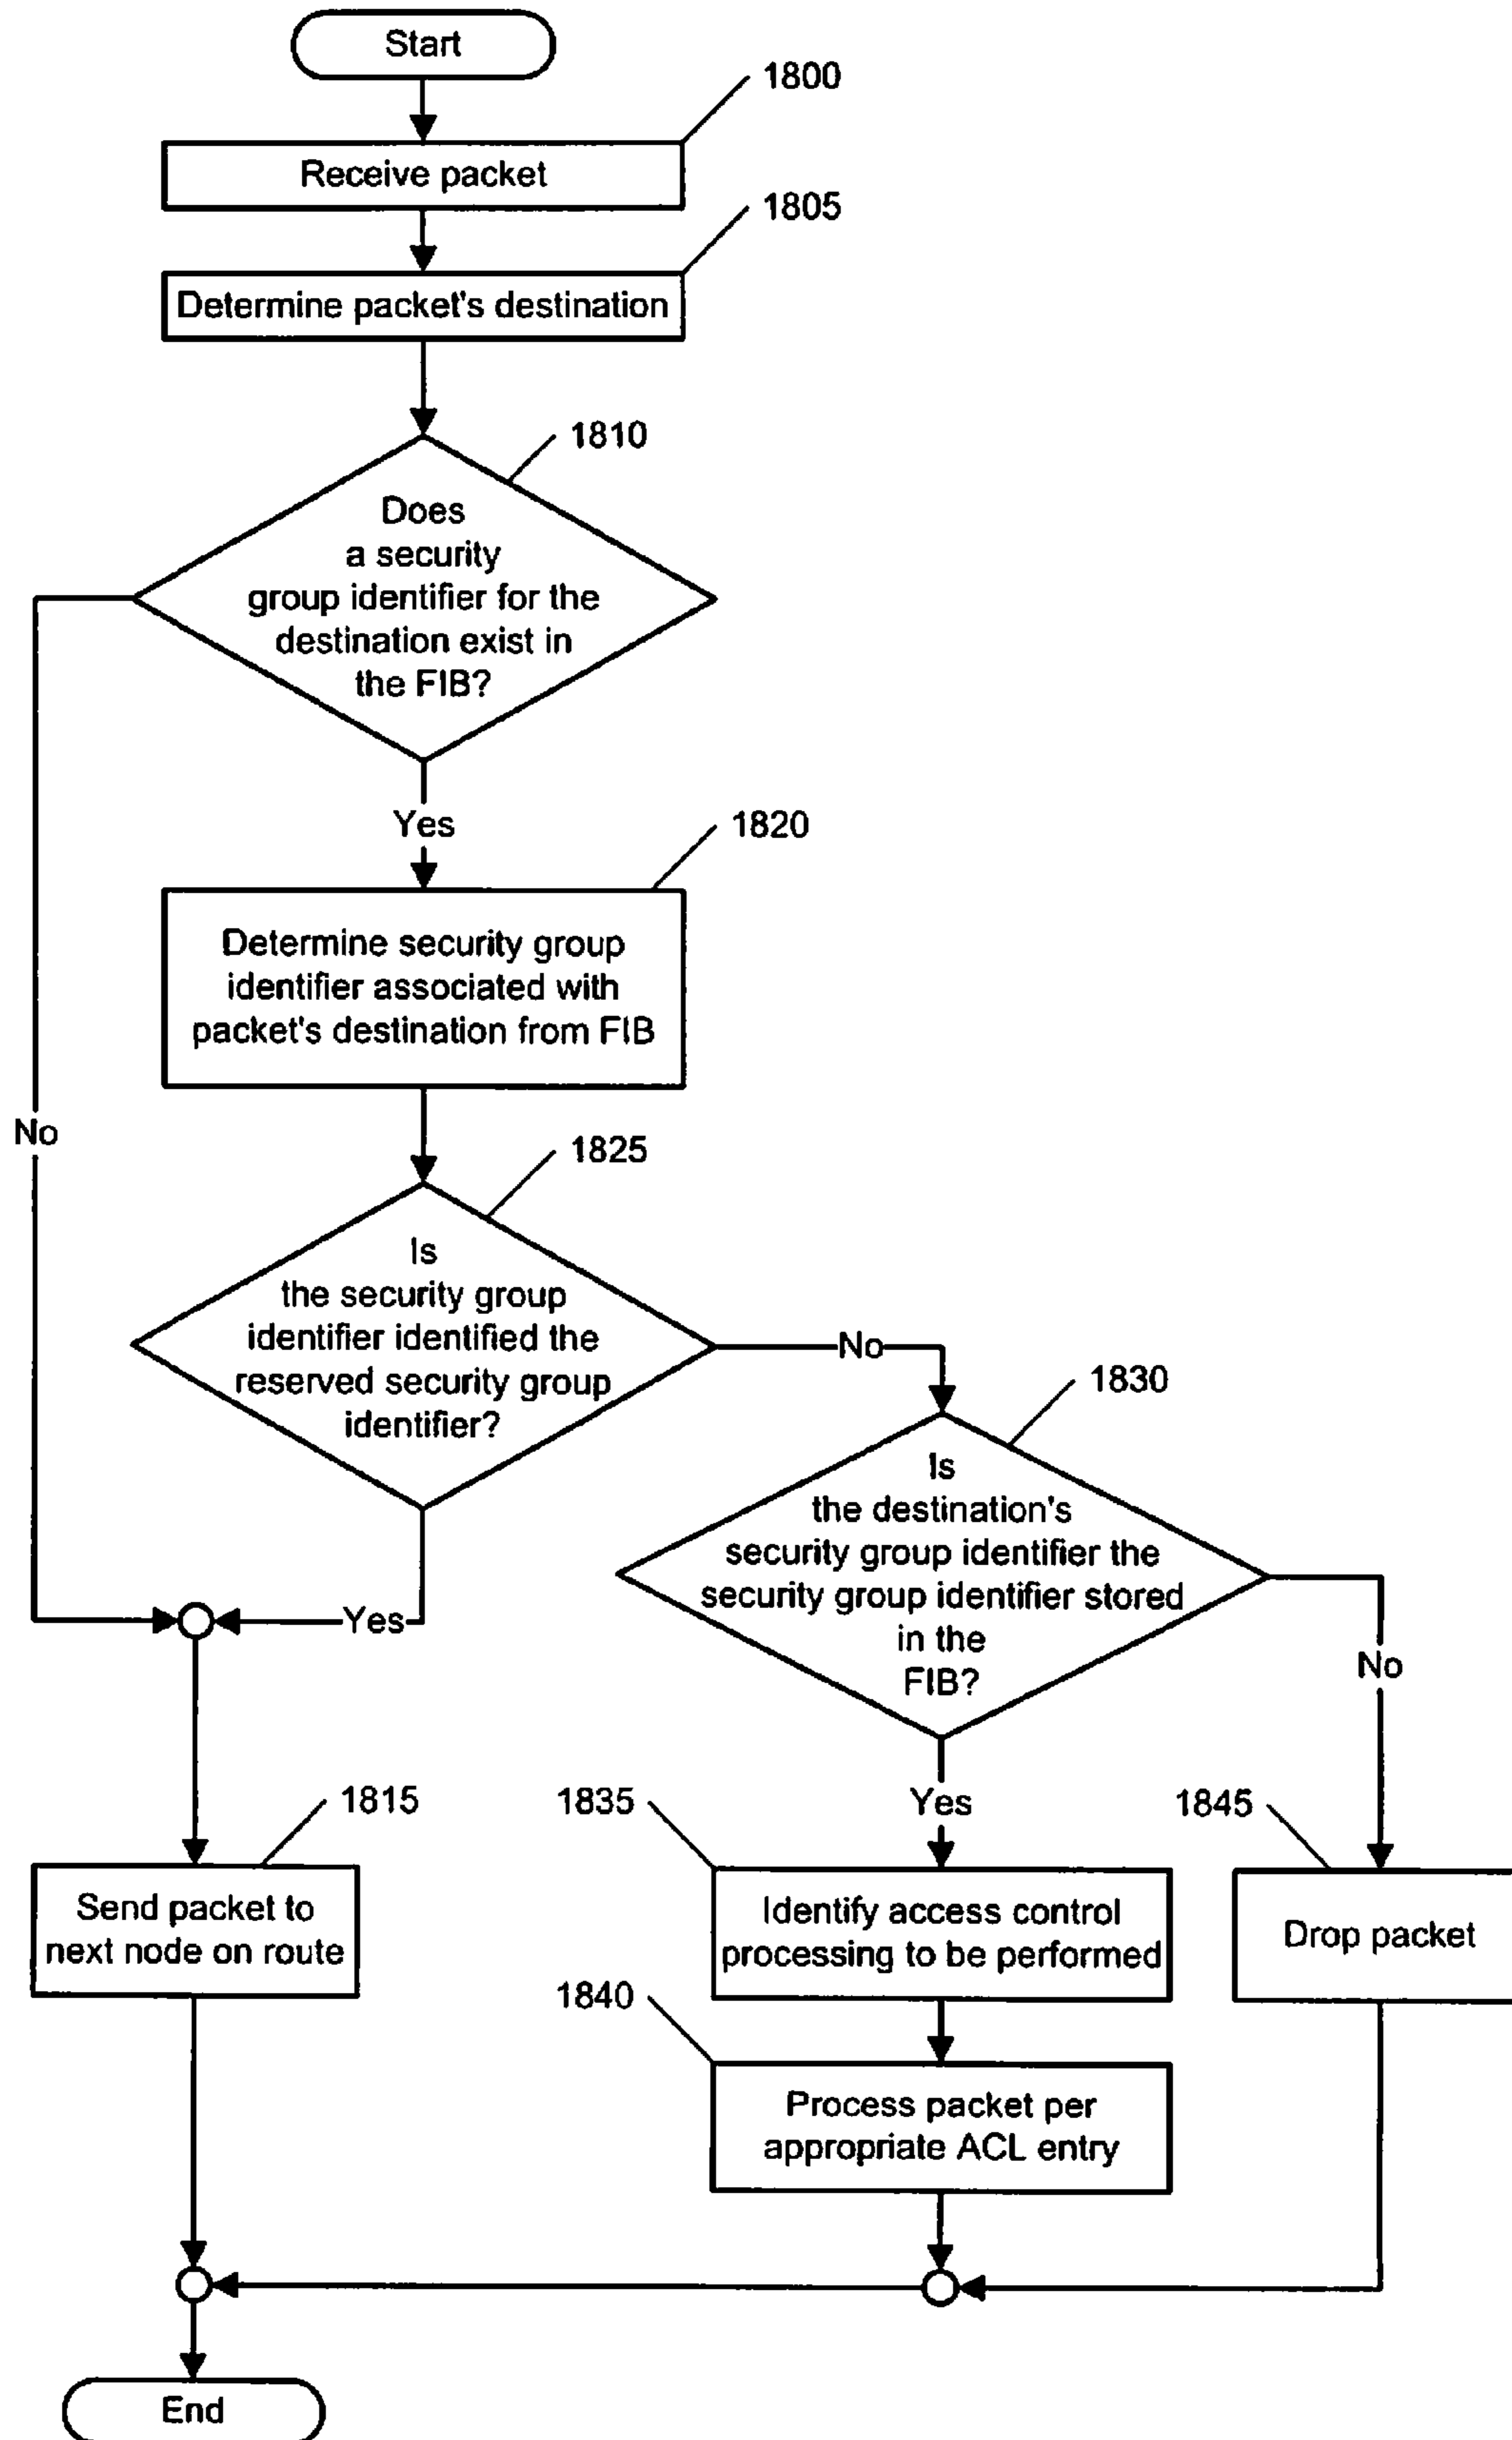 Start
1800
Receive packet
1805
Determine packet's destination
1810
Does
a security
group identifier for the
destination exist in
the FIB?
Yes
1820
Determine security group
identifier associated with
packet's destination from FIB
No
1825
Is
the security group
identifier identified the
reserved security group
identifier?
No
1830
Is
the destination's
security group identifier the
security group identifier stored
in the
FIB?
Yes
No
1815
Send packet to
next node on route
Yes
1835
Identify access control
processing to be performed
1845
Drop packet
1840
Process packet per
appropriate ACL entry
End